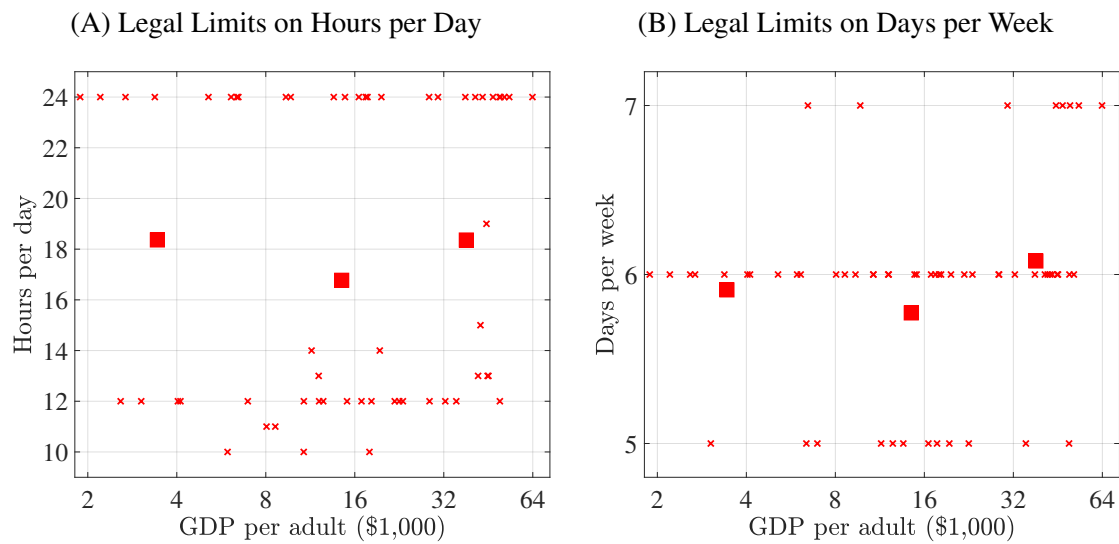 (A) Legal Limits on Hours per Day
24
22
20
18
16
14
12
10
Hours per day
2 4 8 16 32 64
GDP per adult ($1,000)
(B) Legal Limits on Days per Week
7
6
5
Days per week
2 4 8 16 32 64
GDP per adult ($1,000)